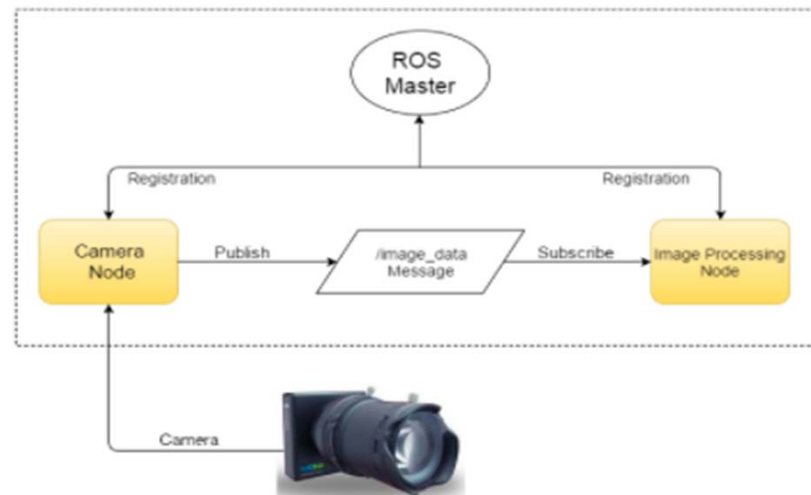 ROS
Master
Registration
Registration
Camera
Node
Publish
/image_data
Message
Subscribe
Image Processing
Node
Camera